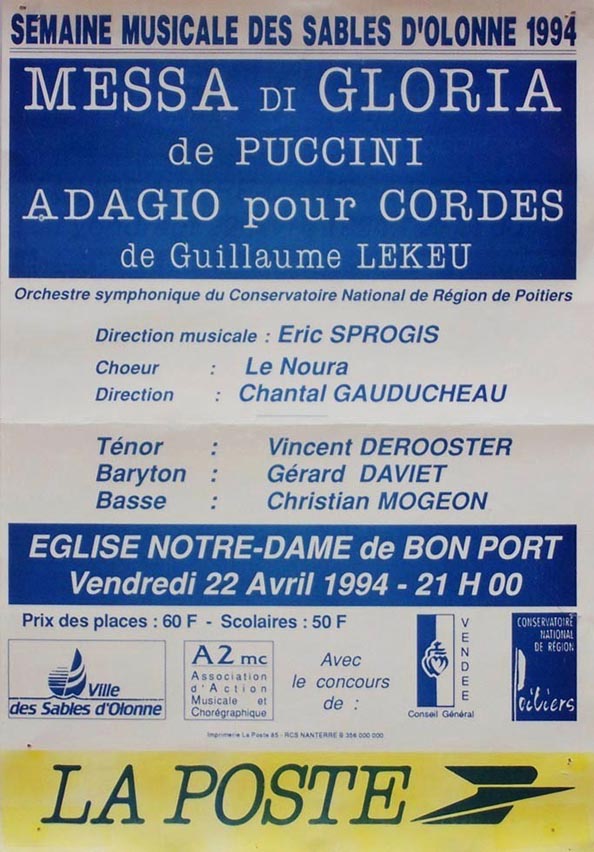 SEMAINE MUSICALE DES SABLES D'OLONNE 1994
MESSA DI GLORIA
de PUCCINI
ADAGIO pour CORDES
de Guillaume LEKEU
Orchestre symphonique du Conservatoire National de Région de Poitiers
Direction musicale : Eric SPROGIS
Choeur : Le Noura
Direction : Chantal GAUDUCHEAU
Ténor : Vincent DEROOSTER
Baryton : Gérard DAVIET
Basse : Christian MOGEON
EGLISE NOTRE-DAME de BON PORT
Vendredi 22 Avril 1994 - 21 H 00
Prix des places : 60 F - Scolaires : 50 F
Ville
des Sables d'Olonne
A2 mc
Association
d'Action
Musicale et
Chorégraphique
Avec
le concours
de :
VENDEE
Conseil Général
CONSERVATOIRE
NATIONAL
DE RÉGION
Poitiers
Imprimerie La Poste 85 - RCS NANTERRE B 356 000 000
LA POSTE